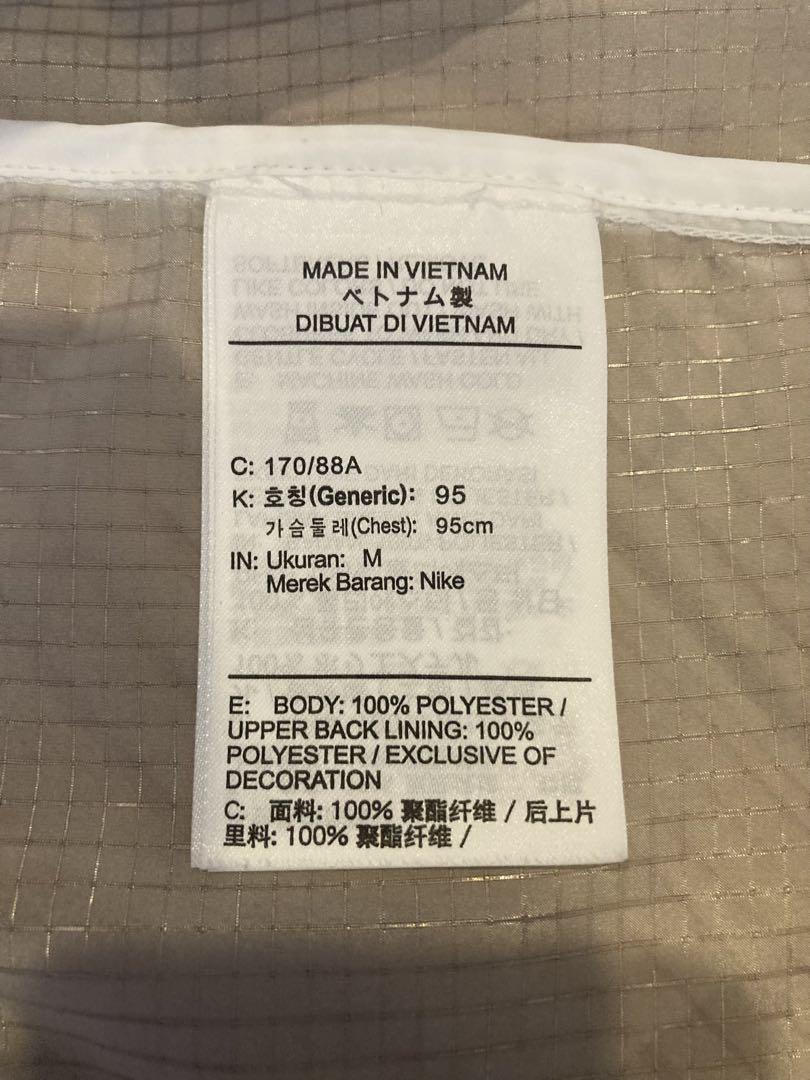 MADE IN VIETNAM
ベトナム製
DIBUAT DI VIETNAM
C: 170/88A
K: 호칭(Generic): 95
가슴둘레(Chest): 95cm
IN: Ukuran: M
Merek Barang: Nike
E: BODY: 100% POLYESTER /
UPPER BACK LINING: 100%
POLYESTER / EXCLUSIVE OF
DECORATION
C: 面料: 100% 聚酯纤维 / 后上片
里料: 100% 聚酯纤维 /